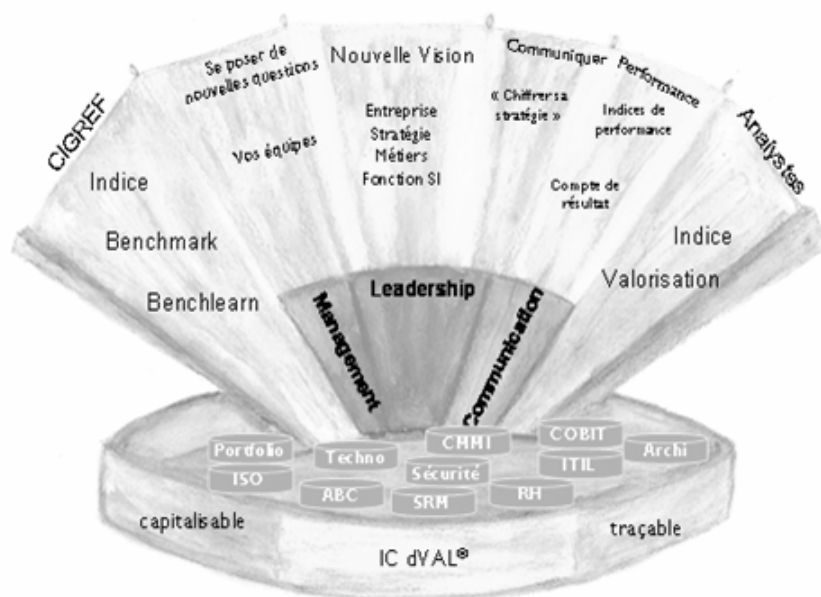 CIGREF
Indice
Benchmark
Benchlearn
Se poser de
nouvelles questions
Vos équipes
Nouvelle Vision
Entreprise
Stratégie
Métiers
Fonction SI
Communiquer
« Chiffrer sa
stratégie »
Performance
Indices de
performance
Compte de
résultat
Analystes
Indice
Valorisation
Management
Leadership
Communication
Portfolio
Techno
CMMI
COBIT
Archi
ISO
Sécurité
ITIL
ABC
SRM
RH
capitalisable
IC dVAL®
traçable